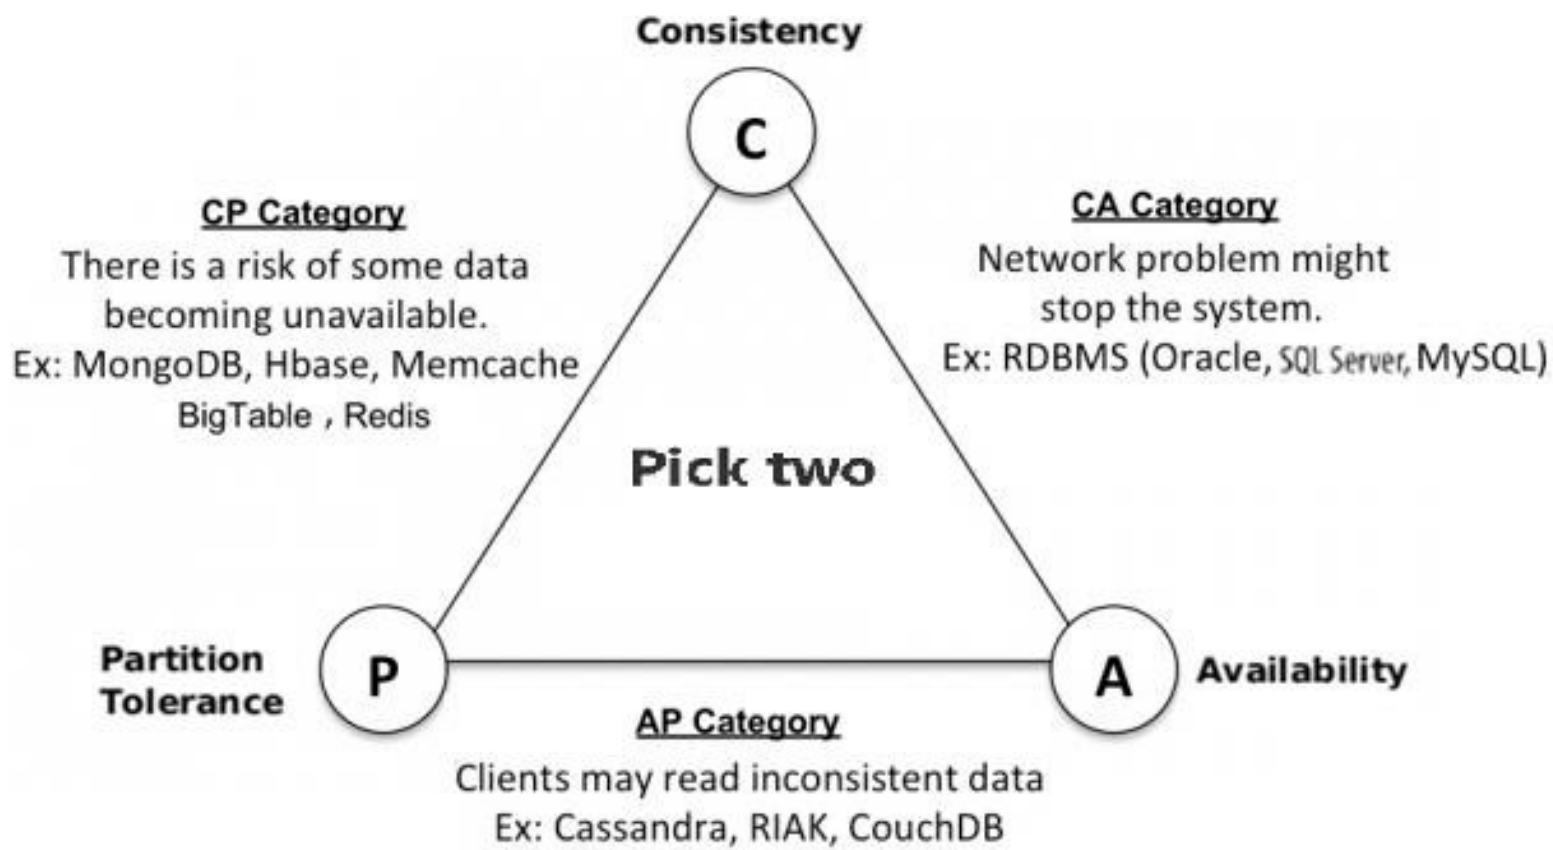 Consistency
C
CP Category
There is a risk of some data
becoming unavailable.
Ex: MongoDB, Hbase, Memcache
BigTable , Redis
CA Category
Network problem might
stop the system.
Ex: RDBMS (Oracle, SQL Server, MySQL)
Pick two
Partition
Tolerance
P
A
Availability
AP Category
Clients may read inconsistent data
Ex: Cassandra, RIAK, CouchDB